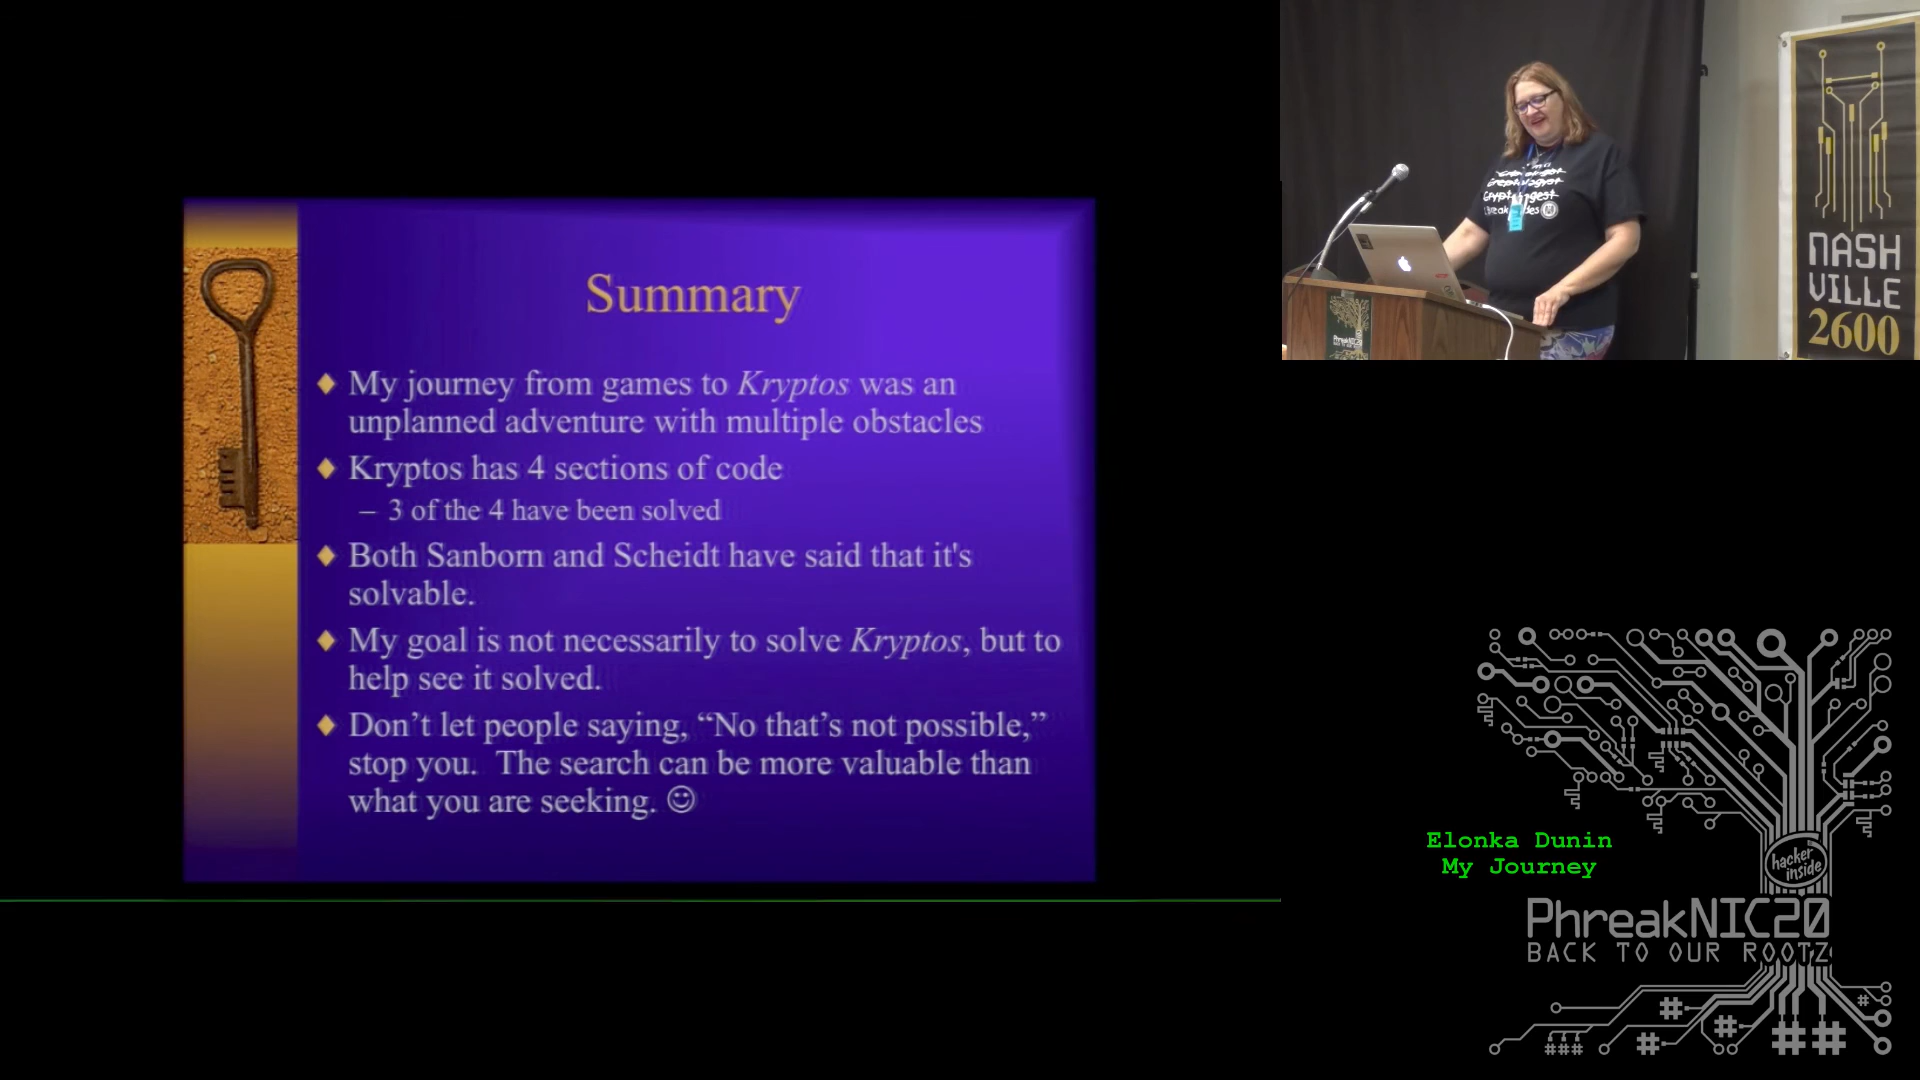 Summary
My journey from games to Kryptos was an
unplanned adventure with multiple obstacles
Kryptos has 4 sections of code
– 3 of the 4 have been solved
Both Sanborn and Scheidt have said that it's
solvable.
My goal is not necessarily to solve Kryptos, but to
help see it solved.
Don’t let people saying, “No that’s not possible,”
stop you. The search can be more valuable than
what you are seeking. ☺
NASH
VILLE
2600
Elonka Dunin
My Journey
hacker
inside
PhreakNIC20
BACK TO OUR ROOTZ
# # # ##
### #